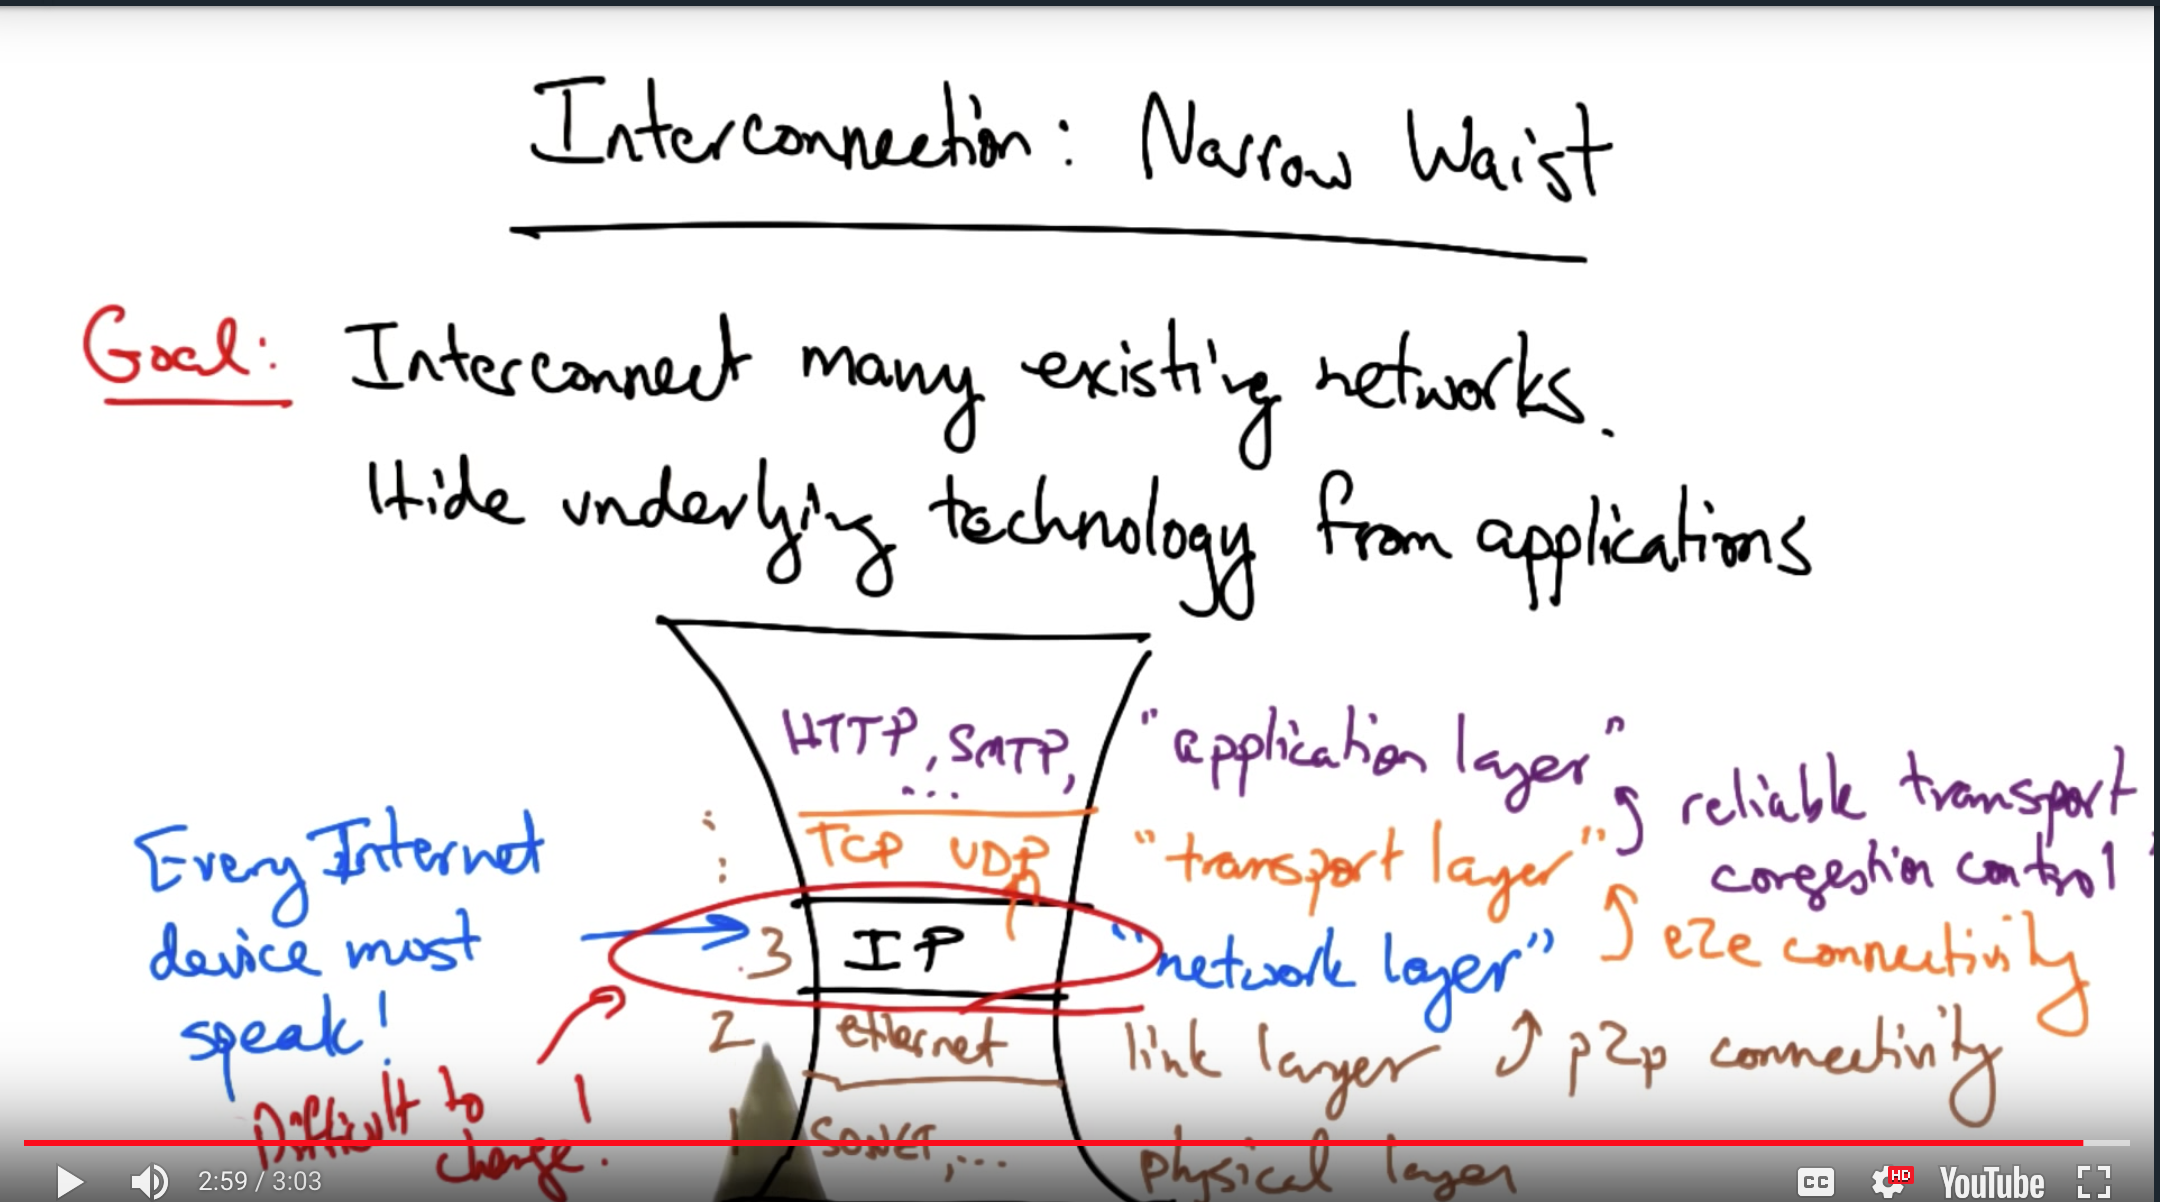 Interconnection: Narrow Waist
Goal: Interconnect many existing networks.
Hide underlying technology from applications
HTTP, SMTP, ...
"application layer"
reliable transport
congestion control
TCP UDP
"transport layer"
e2e connectivity
Every Internet
device must
speak!
3 IP
"network layer"
2 ethernet
link layer
p2p connectivity
Difficult to
change!
1 SONET, ...
physical layer
2:59 / 3:03
CC
HD
YouTube